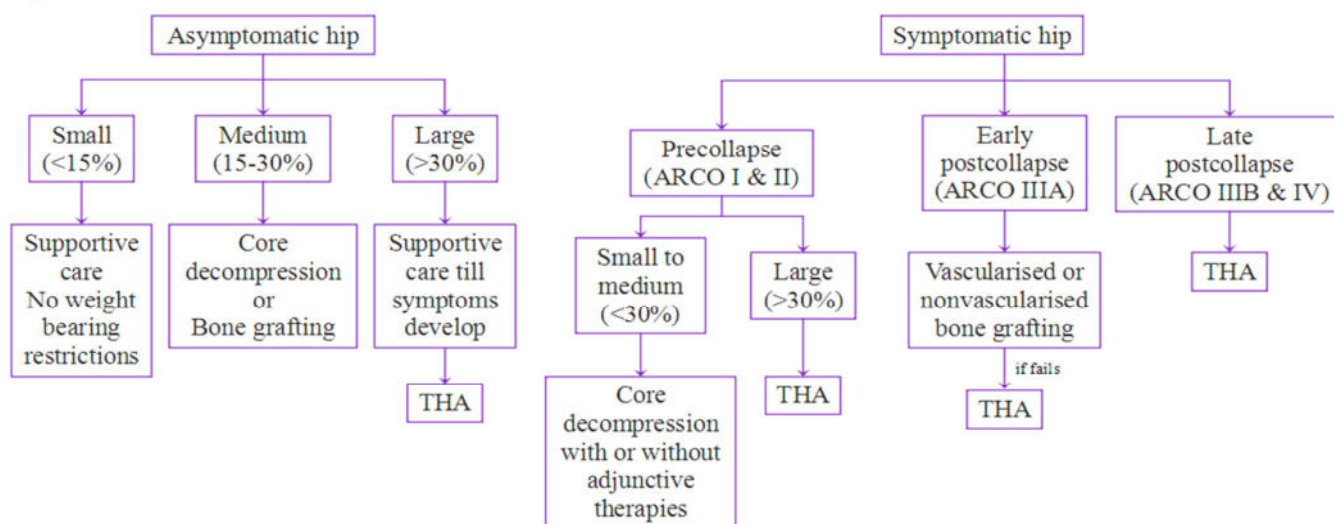 Asymptomatic hip
Small
(<15%)
Medium
(15-30%)
Large
(>30%)
Supportive
care
No weight
bearing
restrictions
Core
decompression
or
Bone grafting
Supportive
care till
symptoms
develop
THA
Symptomatic hip
Precollapse
(ARCO I & II)
Early
postcollapse
(ARCO IIIA)
Late
postcollapse
(ARCO IIIB & IV)
Small to
medium
(<30%)
Large
(>30%)
Core
decompression
with or without
adjunctive
therapies
THA
Vascularised or
nonvascularised
bone grafting
if fails
THA
THA